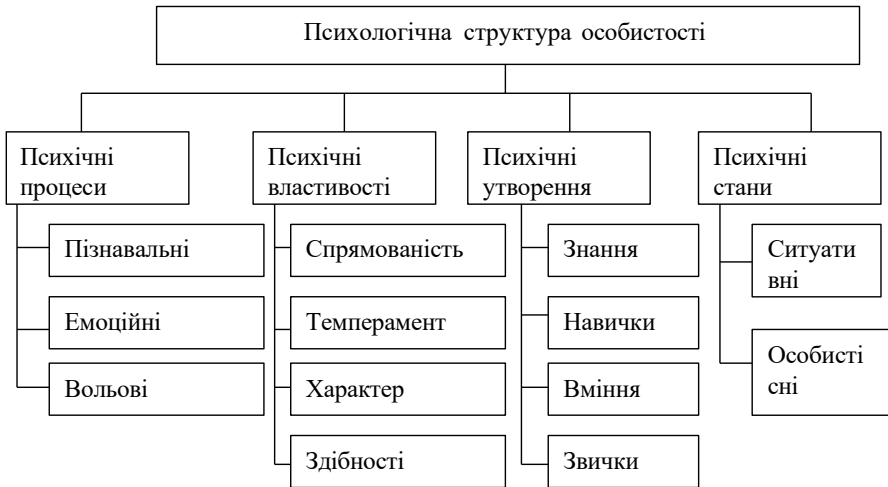 Психологічна структура особистості
Психічні
процеси
Пізнавальні
Емоційні
Вольові
Психічні
властивості
Спрямованість
Темперамент
Характер
Здібності
Психічні
утворення
Знання
Навички
Вміння
Звички
Психічні
стани
Ситуати
вні
Особисті
сні